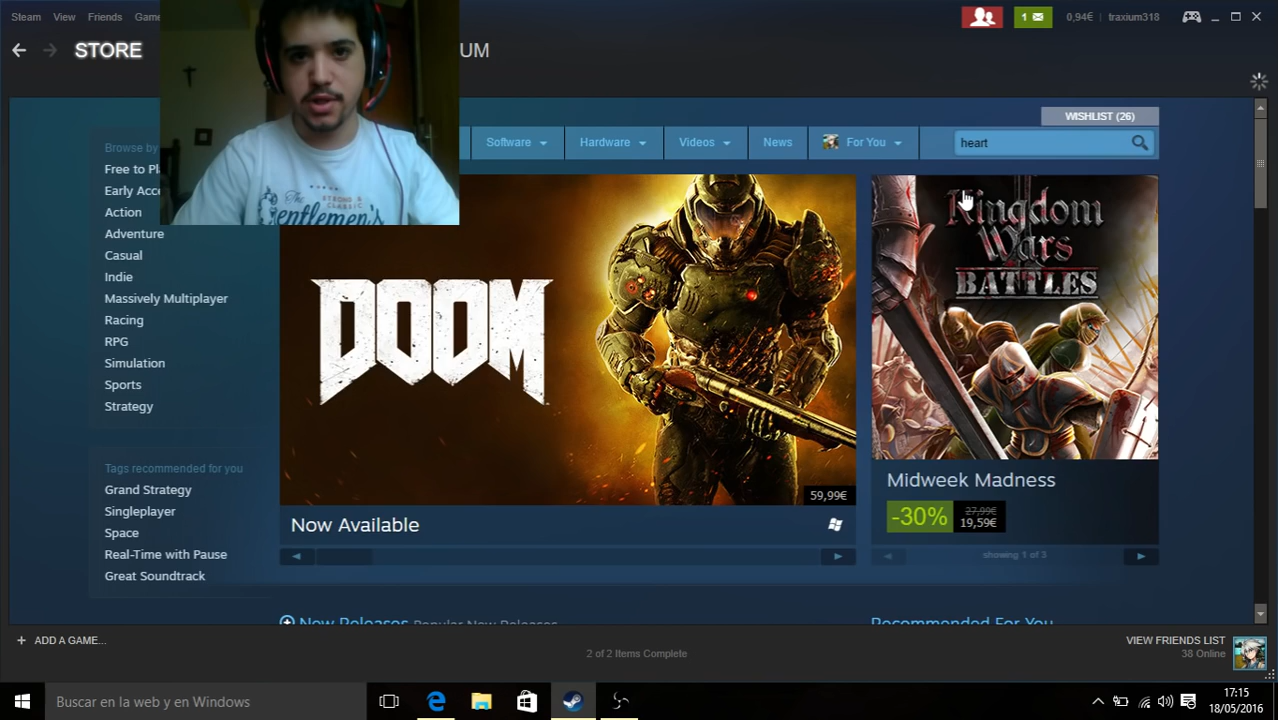 Steam View Friends Game
1
0,94€ traxium318
STORE
UM
WISHLIST (26)
Software Hardware Videos News For You
heart
Browse by
Free to Pl
Early Acce
Action
Adventure
Casual
Indie
Massively Multiplayer
Racing
RPG
Simulation
Sports
Strategy
Tags recommended for you
Grand Strategy
Singleplayer
Space
Real-Time with Pause
Great Soundtrack
The
STRONG &
CLASSIC
Gentlemen's
DOOM
59,99€
Now Available
Kingdom
Wars
BATTLES
Midweek Madness
-30%
27,99€
19,59€
showing 1 of 3
New Releases Popular New Releases
Recommended For You
ADD A GAME...
2 of 2 Items Complete
VIEW FRIENDS LIST
38 Online
Buscar en la web y en Windows
17:15
18/05/2016